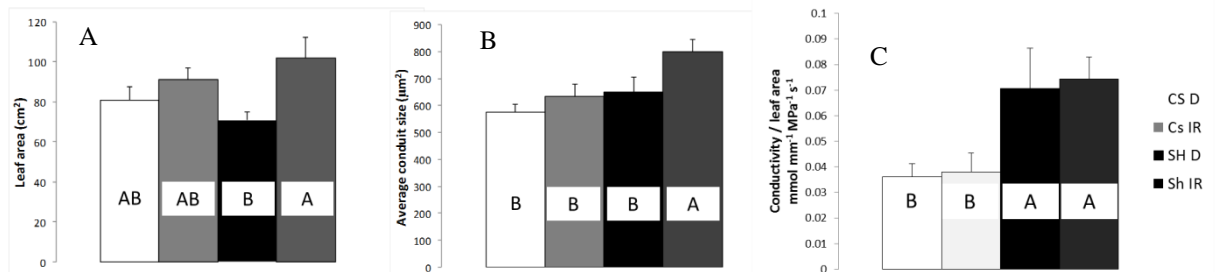 A
Leaf area (cm²)
120
100
80
60
40
20
0
AB
AB
B
A
B
Average conduit size (μm²)
900
800
700
600
500
400
300
200
100
0
B
B
B
A
C
Conductivity / leaf area
mmol mm⁻¹ MPa⁻¹ s⁻¹
0.1
0.09
0.08
0.07
0.06
0.05
0.04
0.03
0.02
0.01
0
B
B
A
A
CS D
Cs IR
SH D
Sh IR